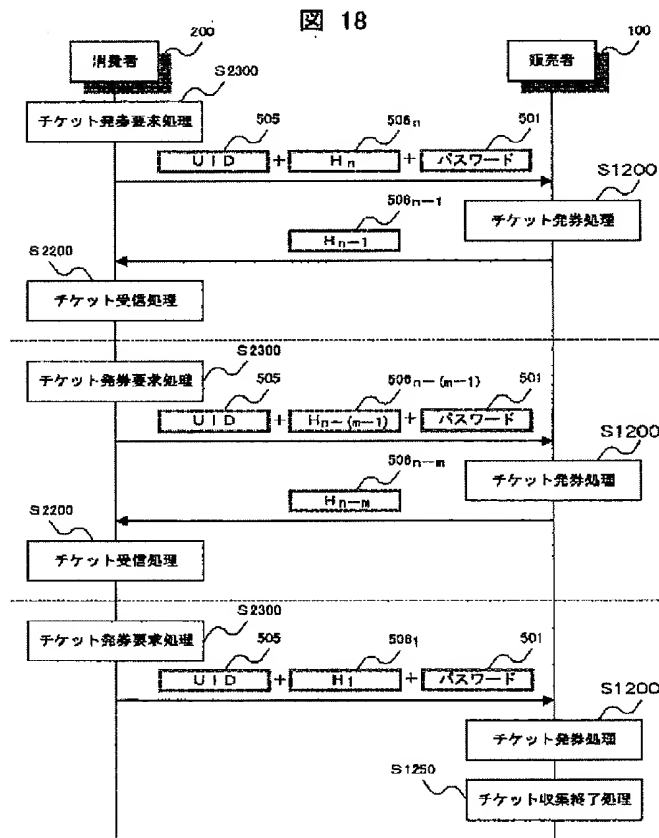 図 18
200
消費者
100
販売者
S2300
チケット発券要求処理
505
506n
501
UID + Hn + パスワード
S1200
チケット発券処理
506n-1
Hn-1
S2200
チケット受信処理
S2300
チケット発券要求処理
505
506n-(m-1)
501
UID + Hn-(m-1) + パスワード
S1200
チケット発券処理
506n-m
Hn-m
S2200
チケット受信処理
S2300
チケット発券要求処理
505
5061
501
UID + H1 + パスワード
S1200
チケット発券処理
S1250
チケット収集終了処理